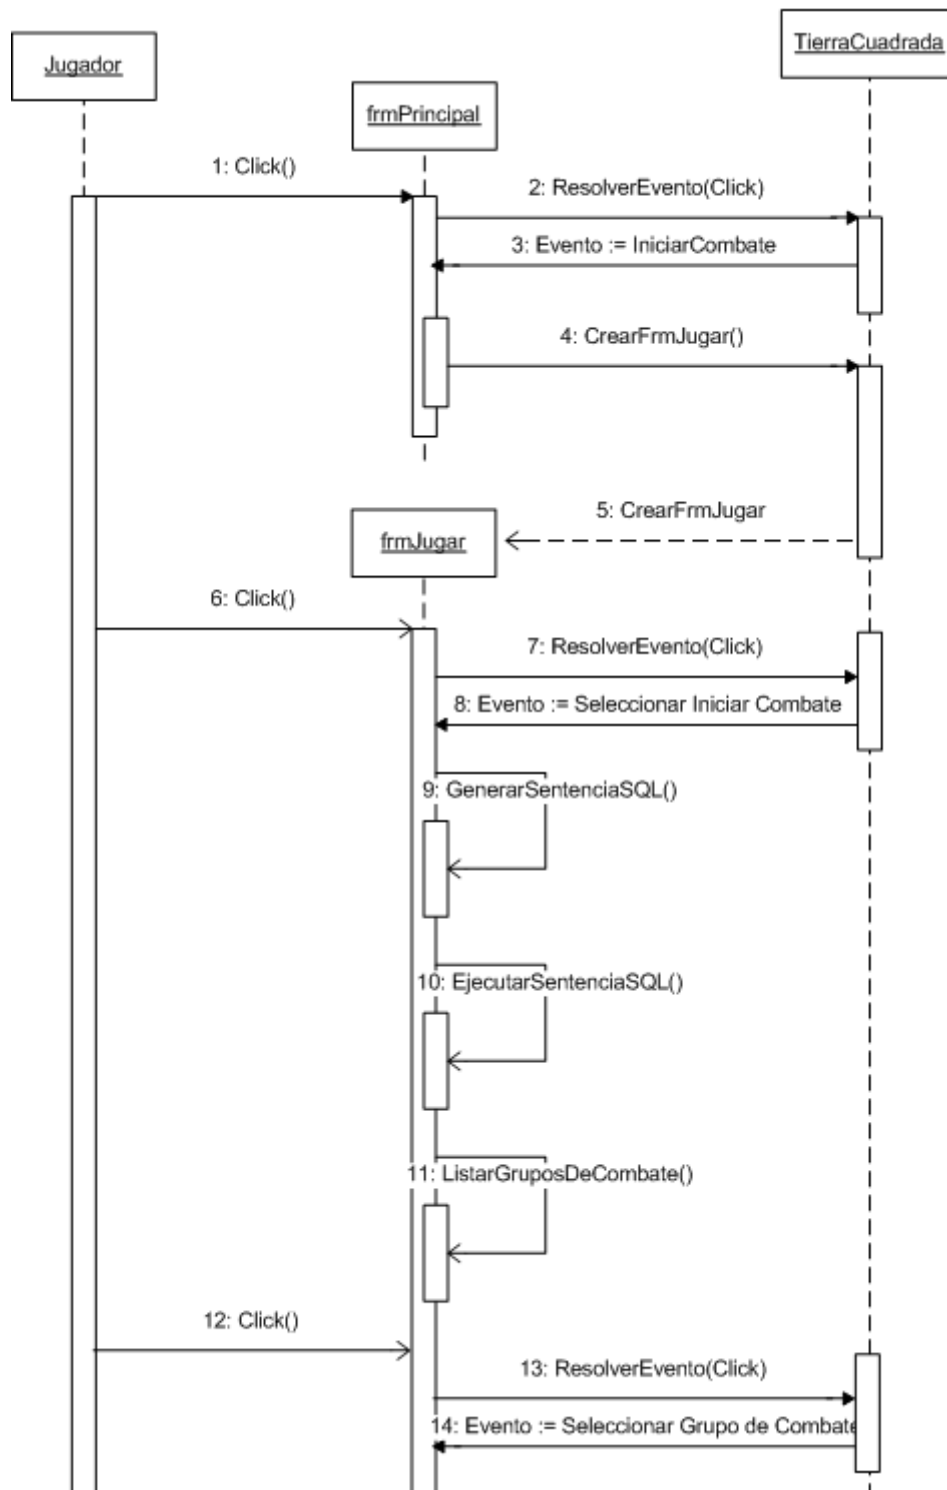 TierraCuadrada
Jugador
frmPrincipal
1: Click()
2: ResolverEvento(Click)
3: Evento := IniciarCombate
4: CrearFrmJugar()
5: CrearFrmJugar
frmJugar
6: Click()
7: ResolverEvento(Click)
8: Evento := Seleccionar Iniciar Combate
9: GenerarSentenciaSQL()
10: EjecutarSentenciaSQL()
11: ListarGruposDeCombate()
12: Click()
13: ResolverEvento(Click)
14: Evento := Seleccionar Grupo de Combate